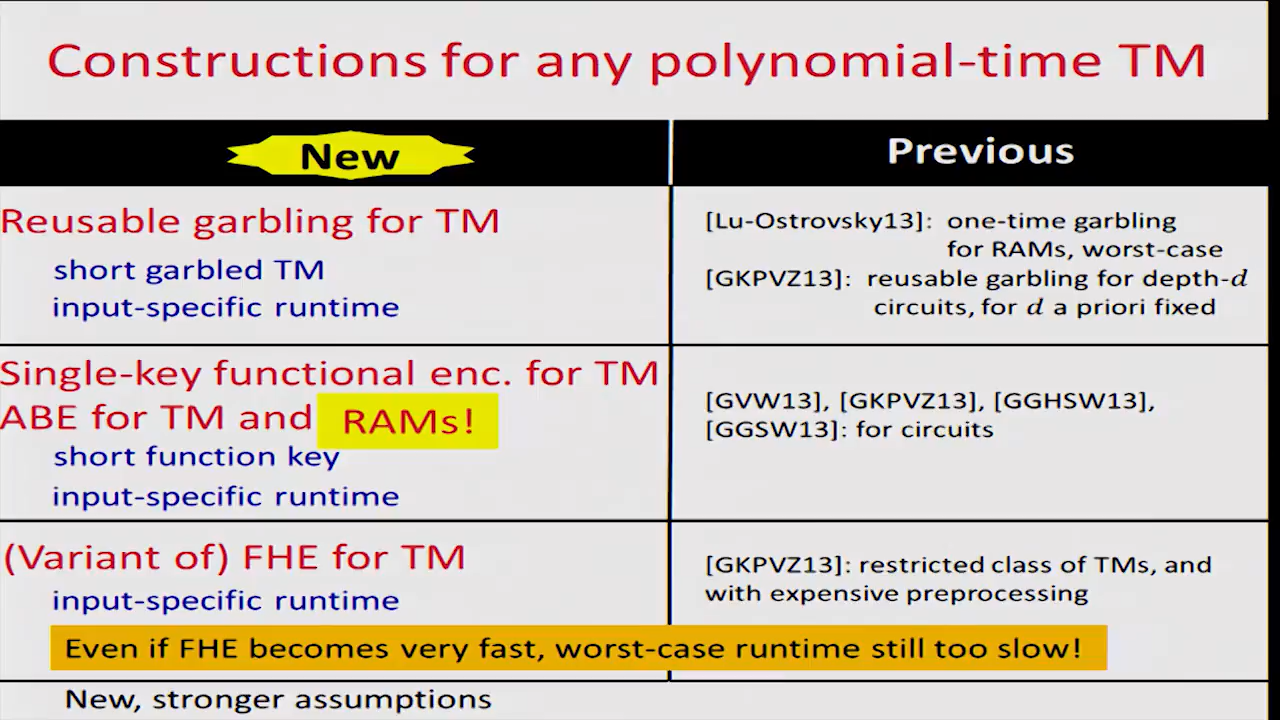 Constructions for any polynomial-time TM
New
Previous
Reusable garbling for TM
short garbled TM
input-specific runtime
[Lu-Ostrovsky13]: one-time garbling
for RAMs, worst-case
[GKPVZ13]: reusable garbling for depth-d
circuits, for d a priori fixed
Single-key functional enc. for TM
ABE for TM and RAMs!
short function key
input-specific runtime
[GVW13], [GKPVZ13], [GGHSW13],
[GGSW13]: for circuits
(Variant of) FHE for TM
input-specific runtime
[GKPVZ13]: restricted class of TMs, and
with expensive preprocessing
Even if FHE becomes very fast, worst-case runtime still too slow!
New, stronger assumptions